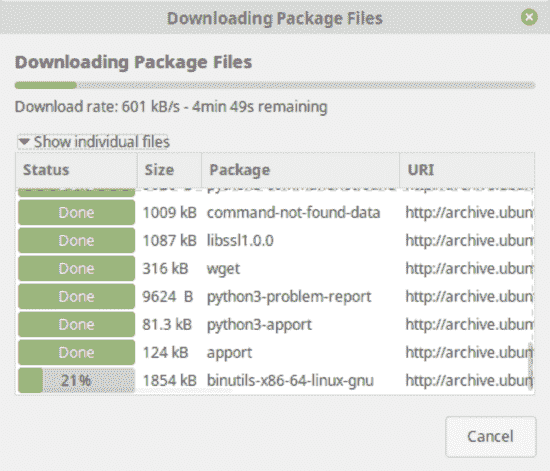 Downloading Package Files
Downloading Package Files
Download rate: 601 kB/s - 4min 49s remaining
Show individual files
Status Size Package URI
Done 1009 kB command-not-found-data http://archive.ubun
Done 1087 kB libssl1.0.0 http://archive.ubun
Done 316 kB wget http://archive.ubun
Done 9624 B python3-problem-report http://archive.ubun
Done 81.3 kB python3-apport http://archive.ubun
Done 124 kB apport http://archive.ubun
21% 1854 kB binutils-x86-64-linux-gnu http://archive.ubun
Cancel